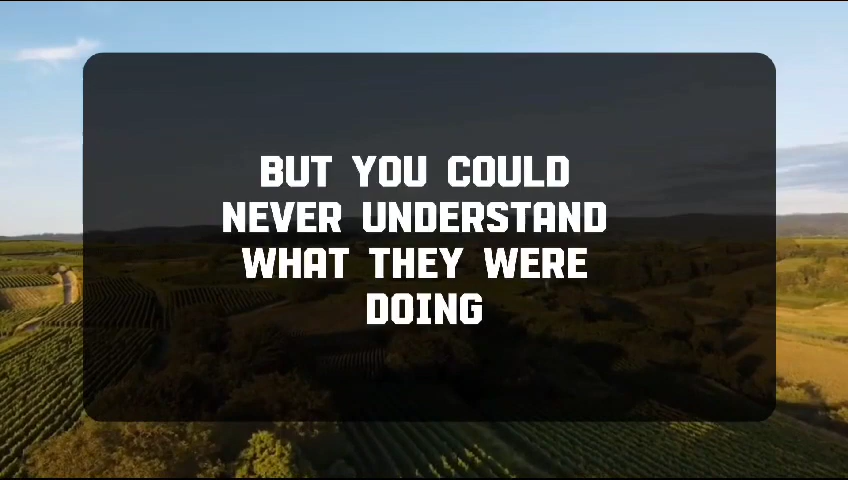 BUT YOU COULD
NEVER UNDERSTAND
WHAT THEY WERE
DOING